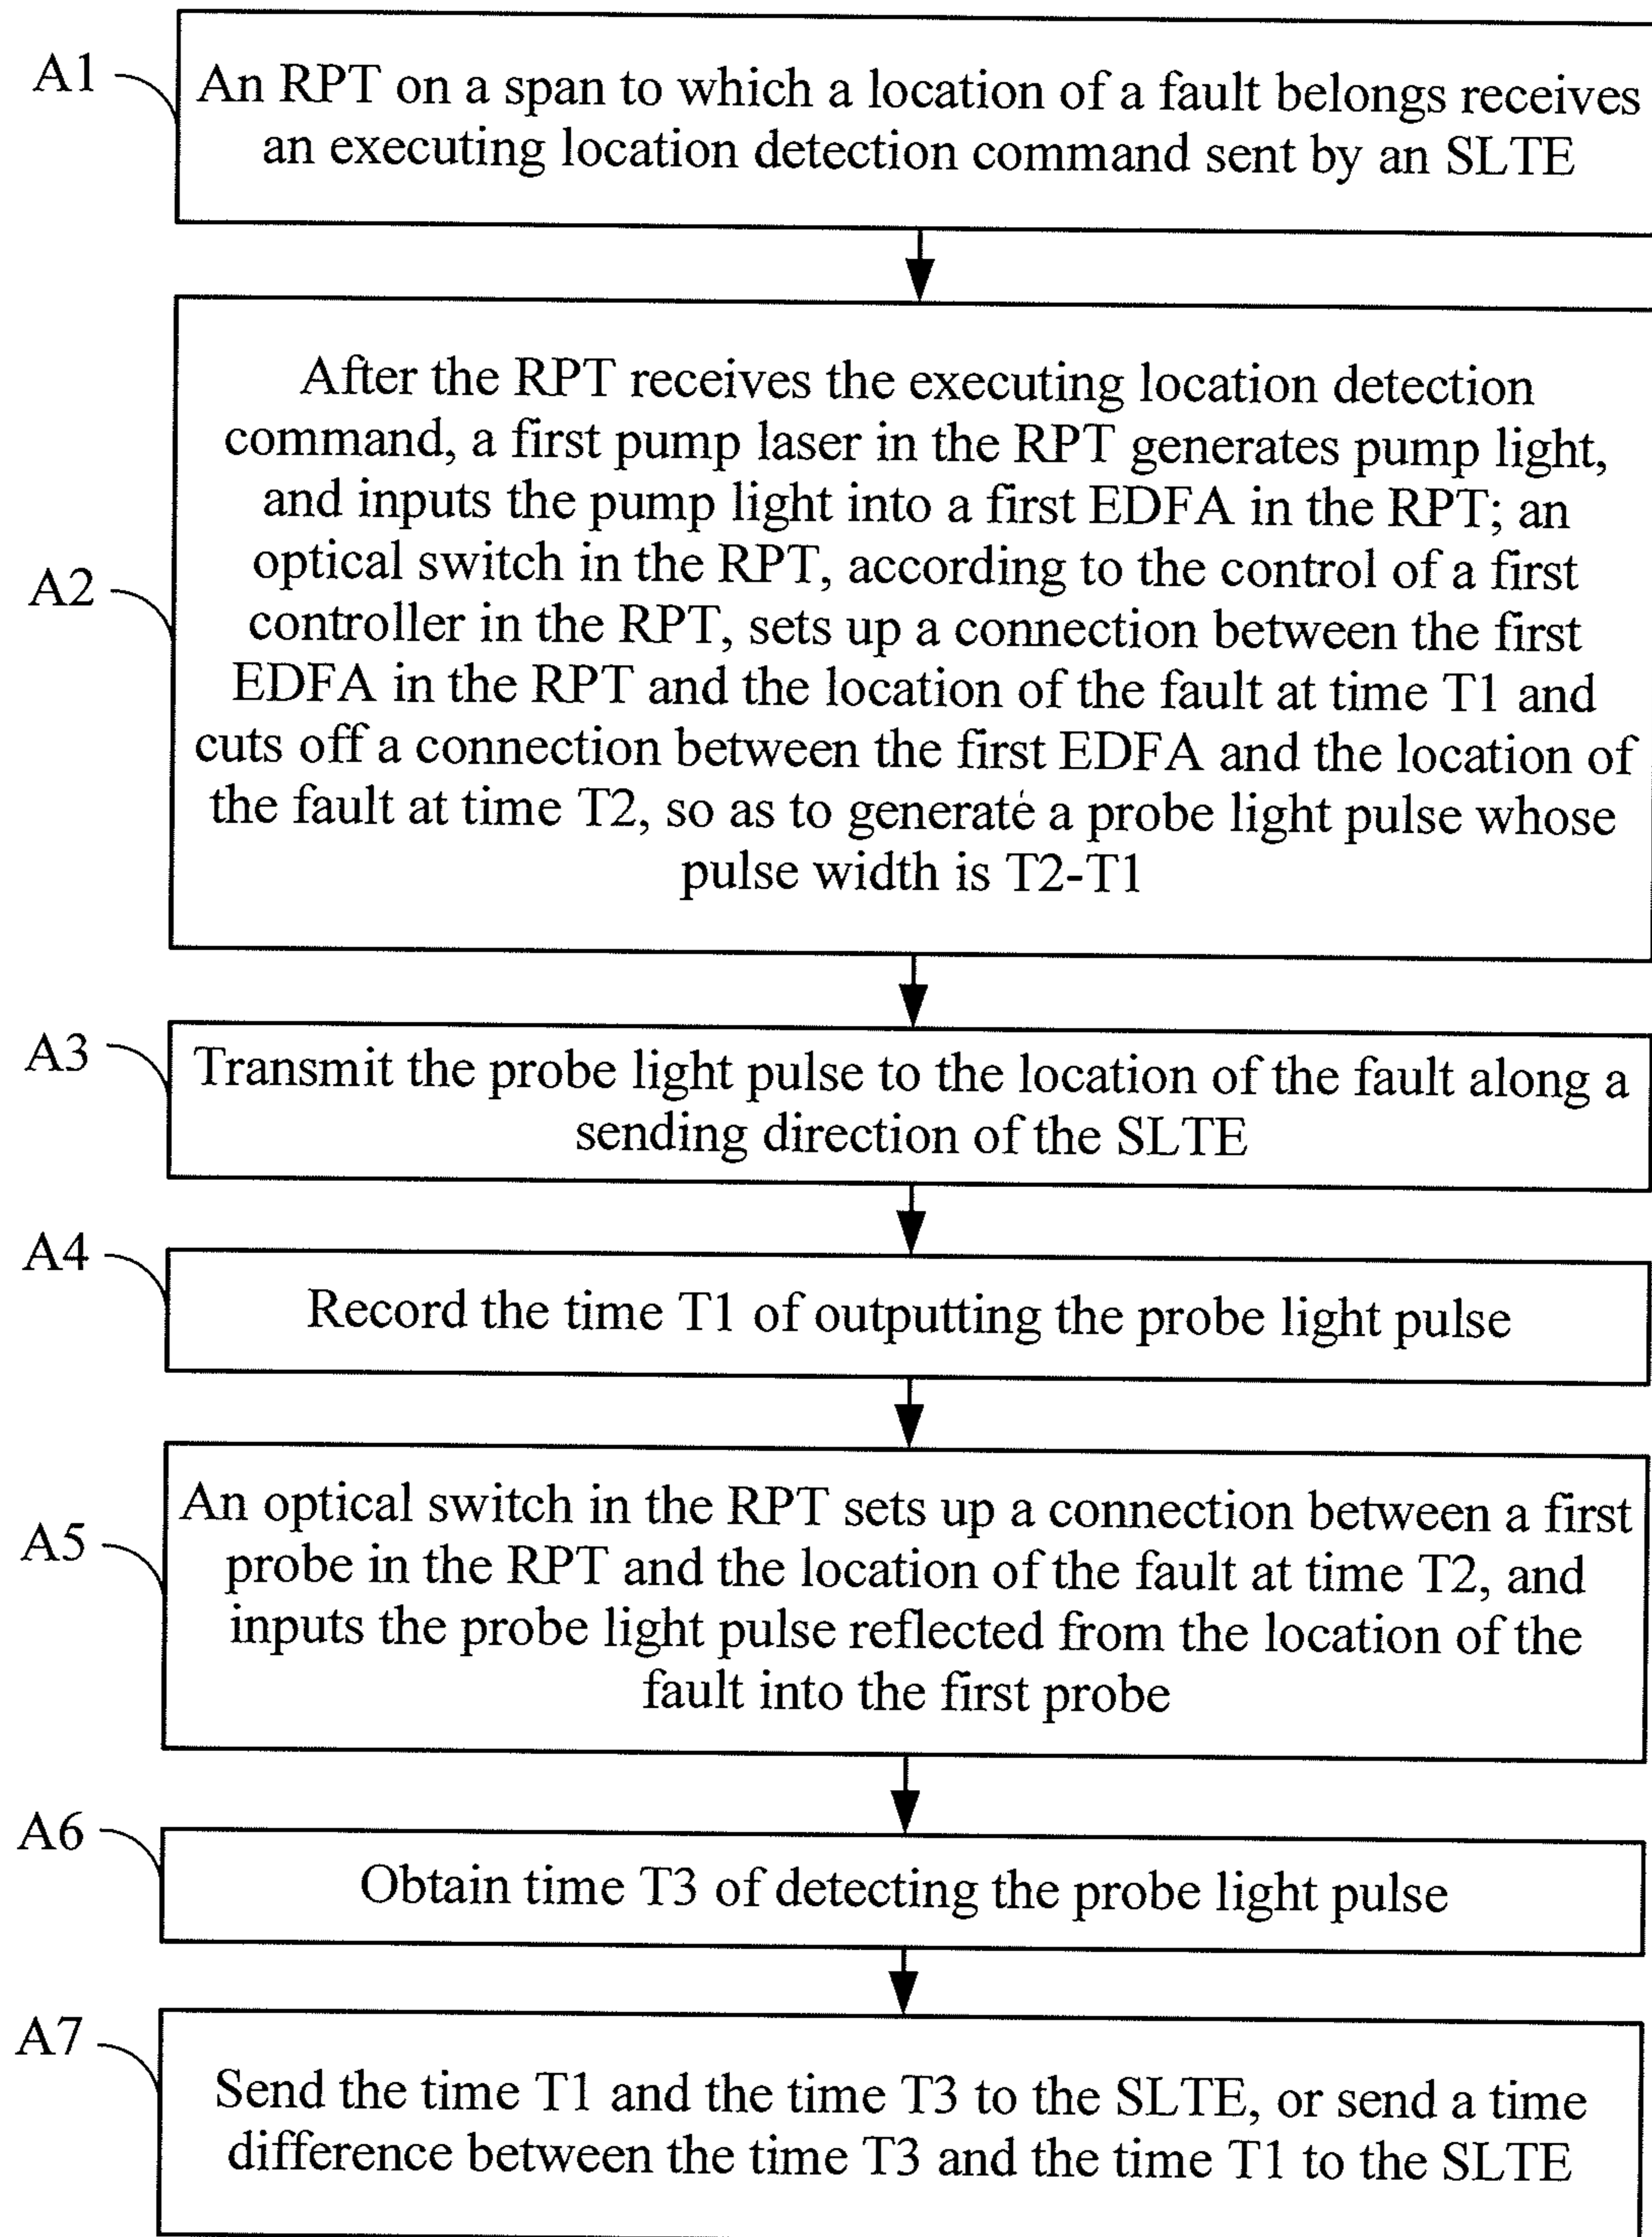 A1
An RPT on a span to which a location of a fault belongs receives
an executing location detection command sent by an SLTE
A2
After the RPT receives the executing location detection
command, a first pump laser in the RPT generates pump light,
and inputs the pump light into a first EDFA in the RPT; an
optical switch in the RPT, according to the control of a first
controller in the RPT, sets up a connection between the first
EDFA in the RPT and the location of the fault at time T1 and
cuts off a connection between the first EDFA and the location of
the fault at time T2, so as to generate a probe light pulse whose
pulse width is T2-T1
A3
Transmit the probe light pulse to the location of the fault along a
sending direction of the SLTE
A4
Record the time T1 of outputting the probe light pulse
A5
An optical switch in the RPT sets up a connection between a first
probe in the RPT and the location of the fault at time T2, and
inputs the probe light pulse reflected from the location of the
fault into the first probe
A6
Obtain time T3 of detecting the probe light pulse
A7
Send the time T1 and the time T3 to the SLTE, or send a time
difference between the time T3 and the time T1 to the SLTE